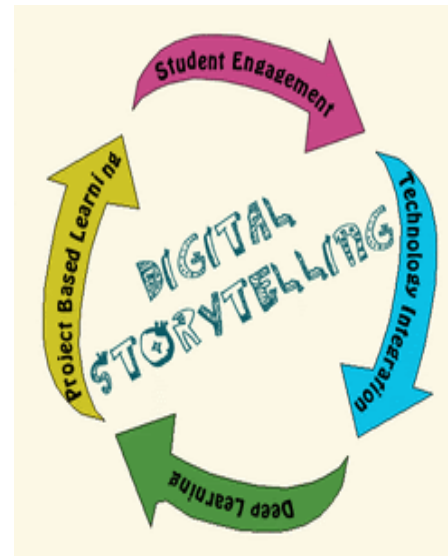 Student Engagement
Technology Integration
Deep Learning
Project Based Learning
DIGITAL
STORYTELLING